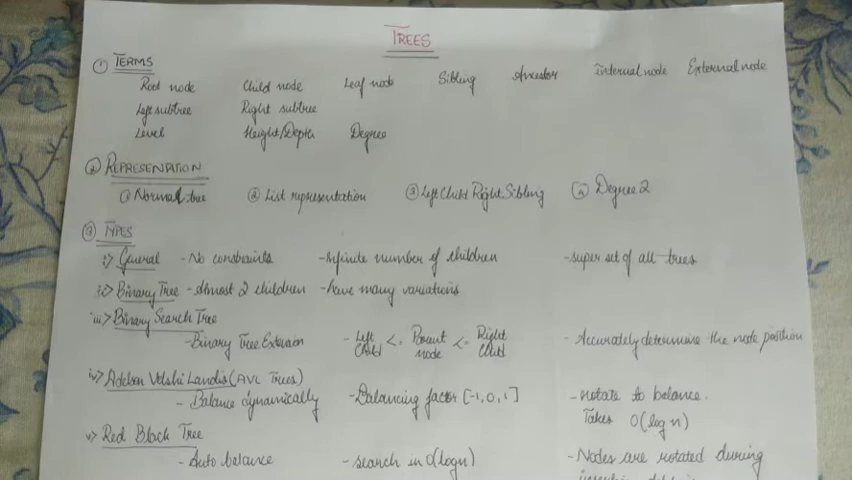 TREES
① TERMS
Root node Child node Leaf node Sibling Ancestor Internal node External node
Left subtree Right subtree
Level Height/Depth Degree
② REPRESENTATION
① Normal tree ② List representation ③ Left Child Right Sibling ④ Degree 2
③ TYPES
i> General - No constraints - Infinite number of children - super set of all trees
ii> Binary Tree - Almost 2 children - have many variations
iii> Binary Search Tree
- Binary Tree Extension - Left Child <= Parent node <= Right Child - Accurately determine the node position
iv> Adelson Velski Landis (AVL Trees)
- Balance dynamically - Balancing factor [-1, 0, 1] - rotate to balance.
Takes O(log n)
v> Red Black Tree
- Auto balance - search in O(logn) - Nodes are rotated during